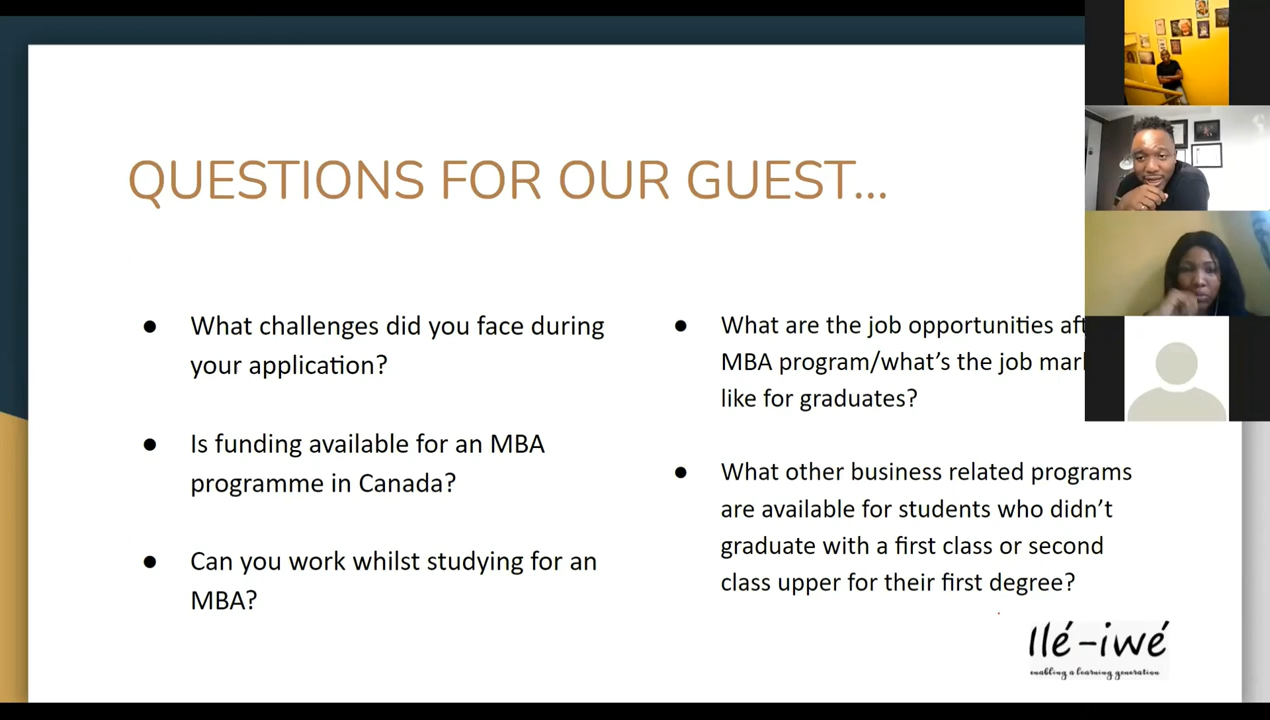 QUESTIONS FOR OUR GUEST...
What challenges did you face during
your application?
Is funding available for an MBA
programme in Canada?
Can you work whilst studying for an
MBA?
What are the job opportunities
MBA program/what's the job
like for graduates?
What other business related programs
are available for students who didn't
graduate with a first class or second
class upper for their first degree?
Ilé-iwé
enabling a learning generation